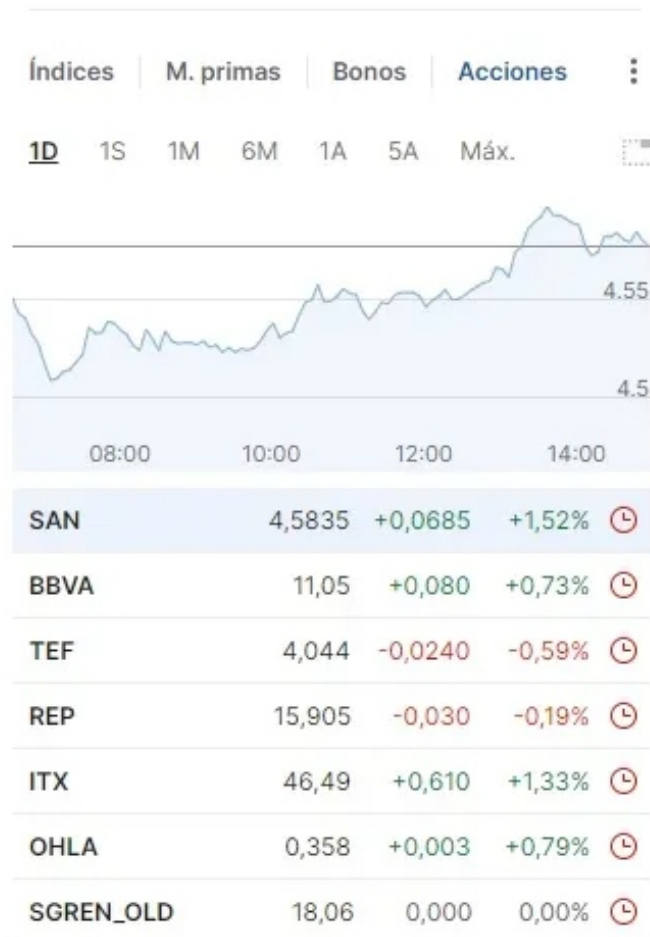 Índices M. primas Bonos Acciones
1D 1S 1M 6M 1A 5A Máx.
4.55
4.5
08:00 10:00 12:00 14:00
SAN 4,5835 +0,0685 +1,52%
BBVA 11,05 +0,080 +0,73%
TEF 4,044 -0,0240 -0,59%
REP 15,905 -0,030 -0,19%
ITX 46,49 +0,610 +1,33%
OHLA 0,358 +0,003 +0,79%
SGREN_OLD 18,06 0,000 0,00%